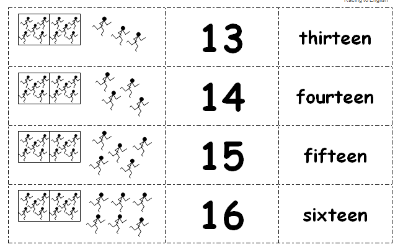 13 thirteen
14 fourteen
15 fifteen
16 sixteen